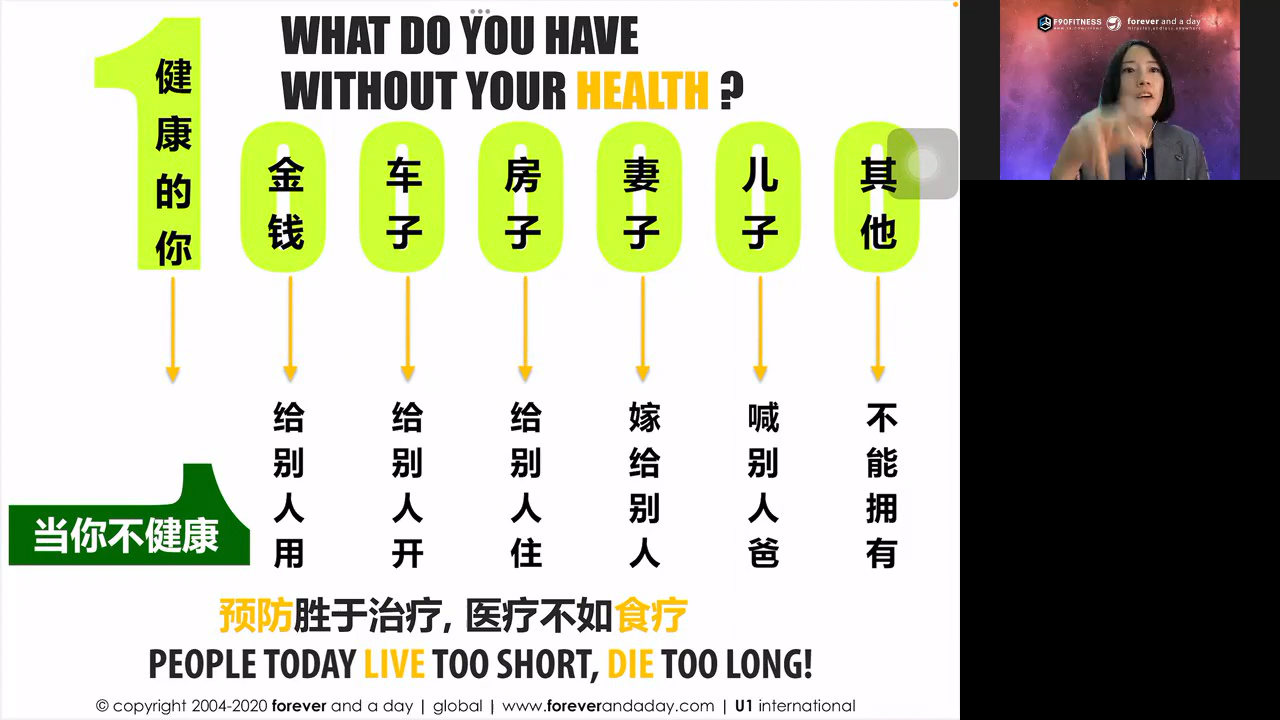 WHAT DO YOU HAVE
WITHOUT YOUR HEALTH ?
1
健康的你
金钱
车子
房子
妻子
儿子
其他
当你不健康
给别人用
给别人开
给别人住
嫁给别人
喊别人爸
不能拥有
预防胜于治疗, 医疗不如食疗
PEOPLE TODAY LIVE TOO SHORT, DIE TOO LONG!
© copyright 2004-2020 forever and a day | global | www.foreverandaday.com | U1 international
F90FITNESS
forever and a day